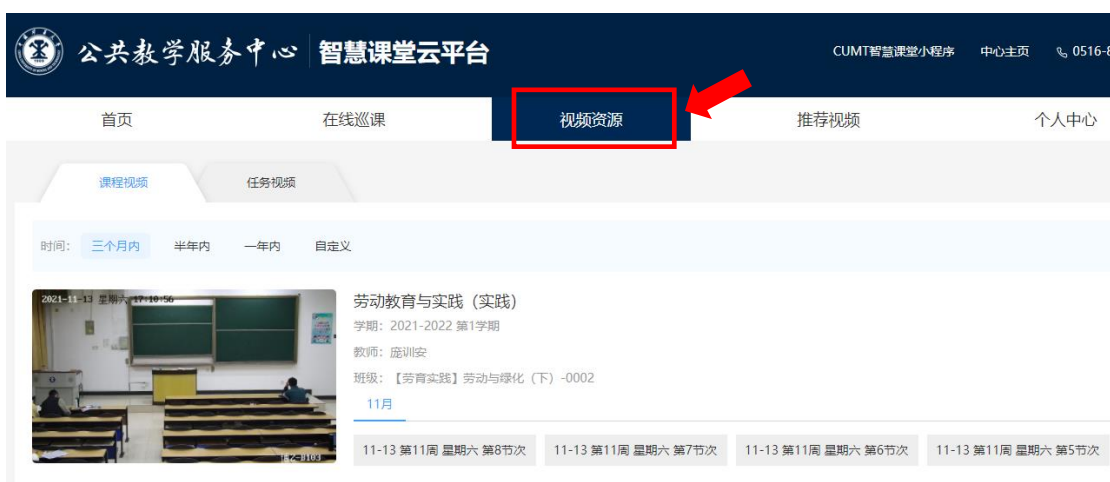 公共教学服务中心 智慧课堂云平台 CUMT智慧课堂小程序 中心主页 0516-8
首页 在线巡课 视频资源 推荐视频 个人中心
课程视频 任务视频
时间: 三个月内 半年内 一年内 自定义
2021-11-13 星期六 17:10:56
劳动教育与实践（实践）
学期: 2021-2022 第1学期
教师: 庞训安
班级: 【劳育实践】劳动与绿化（下）-0002
11月
11-13 第11周 星期六 第8节次 11-13 第11周 星期六 第7节次 11-13 第11周 星期六 第6节次 11-13 第11周 星期六 第5节次